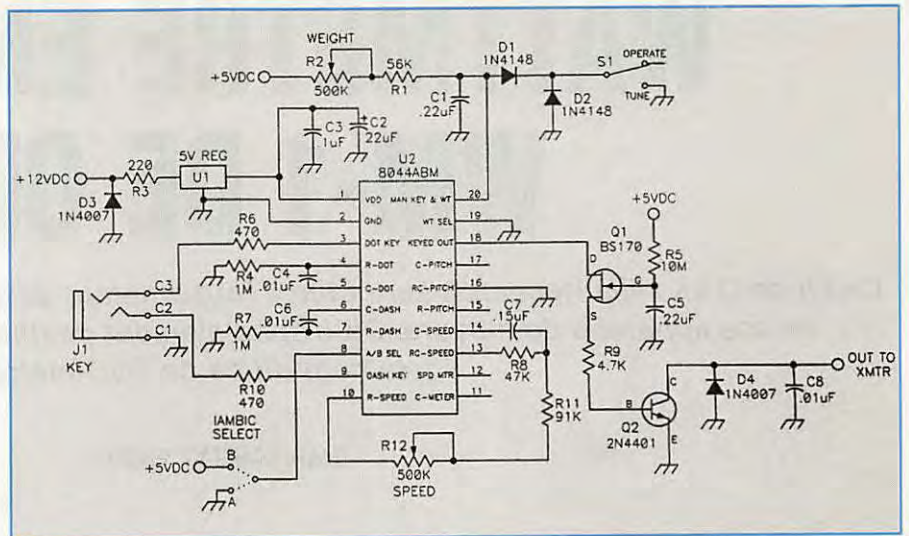 WEIGHT
+5VDC
R2
500K
56K
R1
C1
.22uF
D1
1N4148
D2
1N4148
S1
OPERATE
TUNE
C3
1uF
C2
22uF
+
+12VDC
220
R3
5V REG
U1
D3
1N4007
U2
8044ABM
1 VDD MAN KEY & WT 20
2 GND WT SEL 19
3 DOT KEY KEYED OUT 18
4 R-DOT C-PITCH 17
5 C-DOT RC-PITCH 16
6 C-DASH R-PITCH 15
7 R-DASH C-SPEED 14
8 A/B SEL RC-SPEED 13
9 DASH KEY SPD MTR 12
10 R-SPEED C-METER 11
R6
470
R4
1M
C4
.01uF
C6
.01uF
R7
1M
R10
470
C3
C2
C1
J1
KEY
IAMBIC
SELECT
+5VDC
B
A
R12
500K
SPEED
C7
.15uF
R8
47K
R11
91K
+5VDC
R5
10M
Q1
BS170
D
G
S
C5
.22uF
R9
4.7K
B
C
E
Q2
2N4401
D4
1N4007
C8
.01uF
OUT TO
XMTR